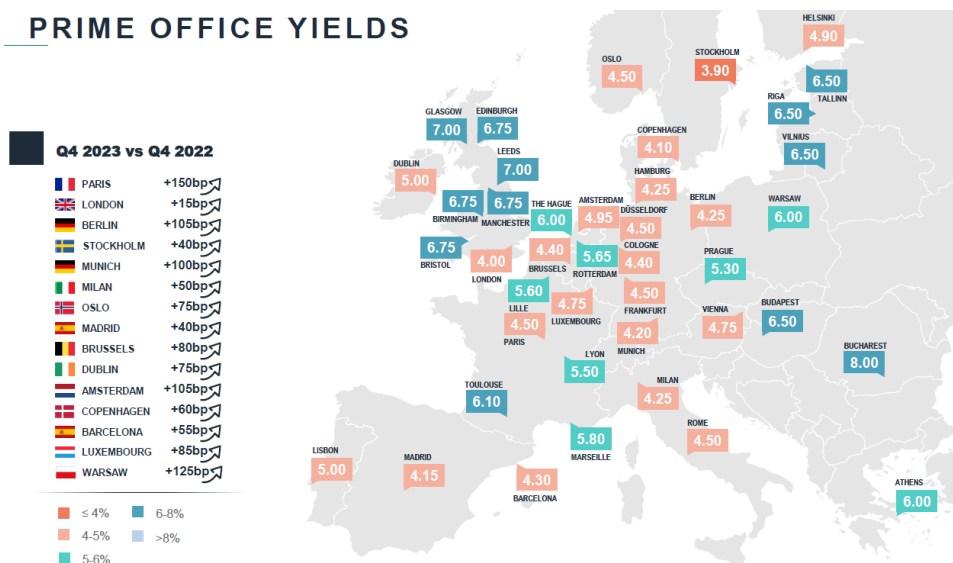 PRIME OFFICE YIELDS
Q4 2023 vs Q4 2022
PARIS +150bp
LONDON +15bp
BERLIN +105bp
STOCKHOLM +40bp
MUNICH +100bp
MILAN +50bp
OSLO +75bp
MADRID +40bp
BRUSSELS +80bp
DUBLIN +75bp
AMSTERDAM +105bp
COPENHAGEN +60bp
BARCELONA +55bp
LUXEMBOURG +85bp
WARSAW +125bp
≤ 4%
6-8%
4-5%
>8%
5-6%
HELSINKI
4.90
OSLO
4.50
STOCKHOLM
3.90
6.50
TALLINN
RIGA
6.50
VILNIUS
6.50
GLASGOW
7.00
EDINBURGH
6.75
LEEDS
7.00
DUBLIN
5.00
6.75
BIRMINGHAM
6.75
MANCHESTER
6.75
BRISTOL
4.00
LONDON
COPENHAGEN
4.10
HAMBURG
4.25
BERLIN
4.25
WARSAW
6.00
THE HAGUE
6.00
AMSTERDAM
4.95
DÜSSELDORF
4.50
4.40
BRUSSELS
5.65
ROTTERDAM
COLOGNE
4.40
PRAGUE
5.30
5.60
LILLE
4.75
LUXEMBOURG
4.50
FRANKFURT
4.50
PARIS
4.20
MUNICH
VIENNA
4.75
BUDAPEST
6.50
BUCHAREST
8.00
LYON
5.50
MILAN
4.25
TOULOUSE
6.10
5.80
MARSEILLE
ROME
4.50
LISBON
5.00
MADRID
4.15
4.30
BARCELONA
ATHENS
6.00